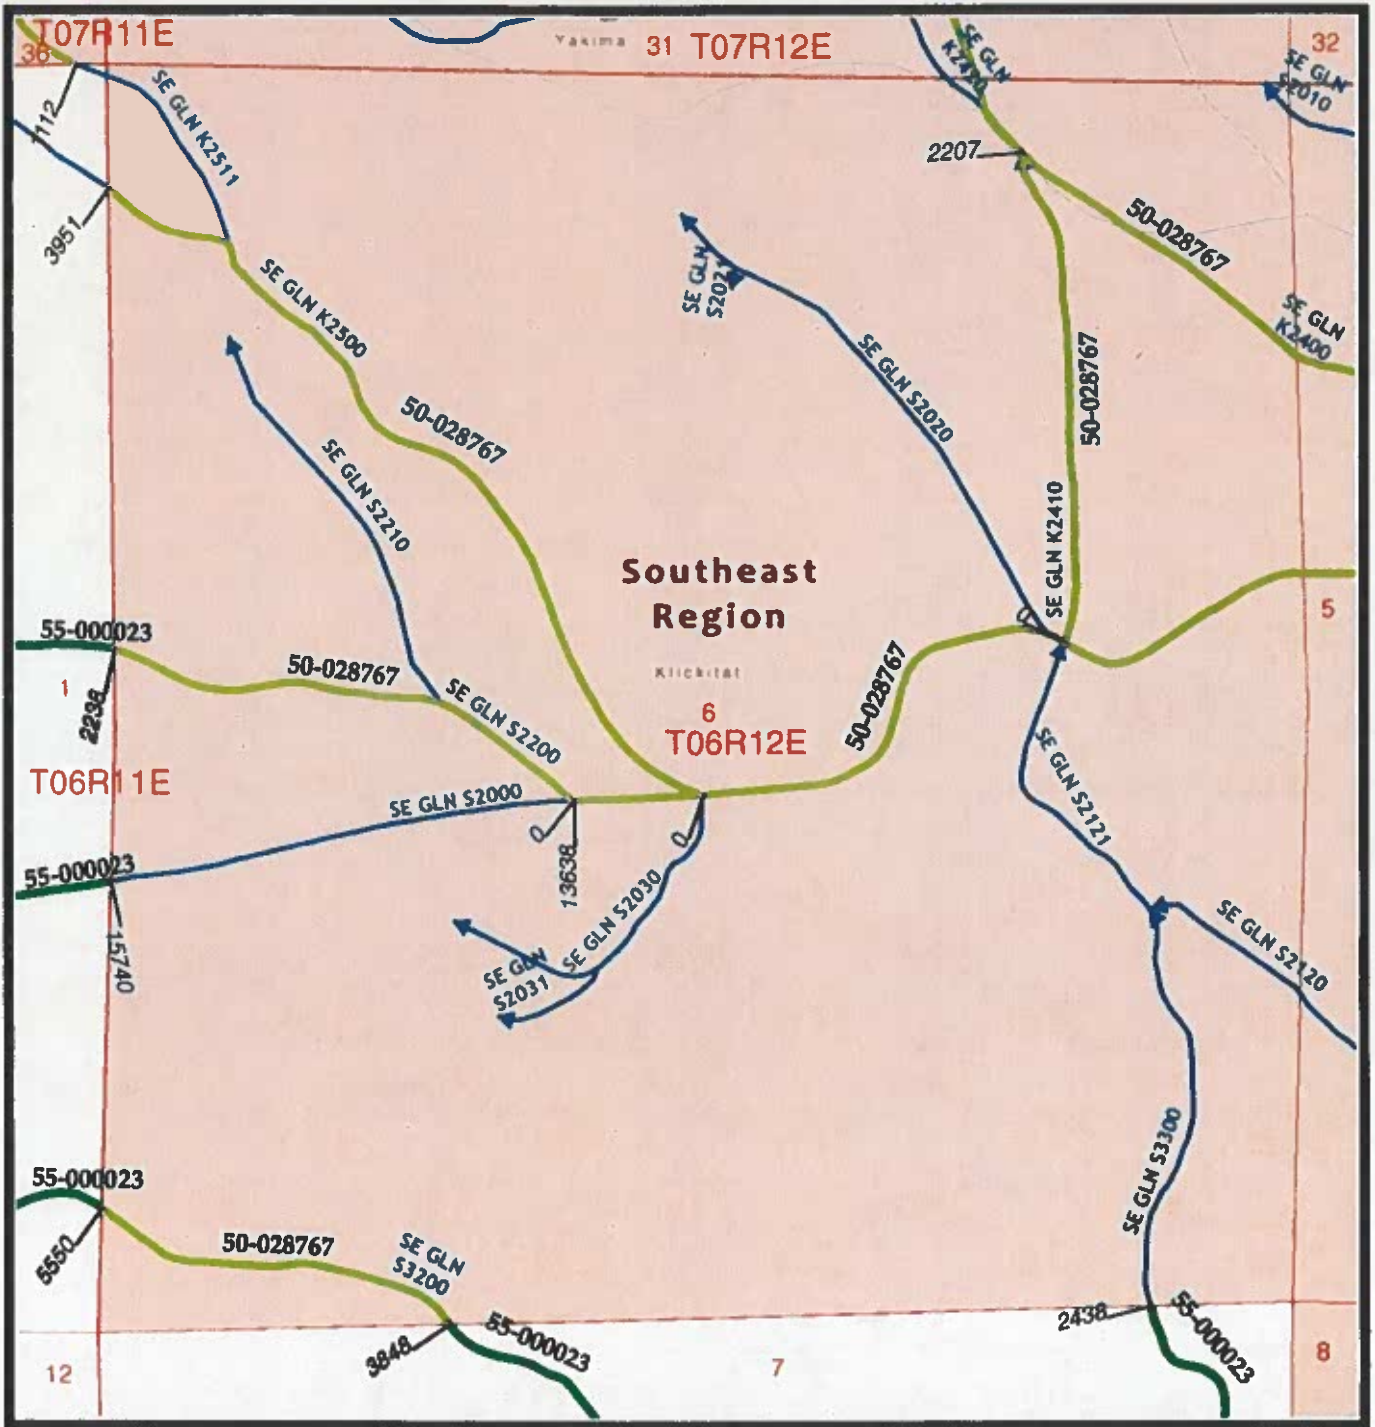 T07R11E
36
Yakima
31 T07R12E
32
SE GLN
K2400
SE GLN
S2010
1112
SE GLN K2511
2207
3951
50-028767
SE GLN K2500
SE GLN
S2021
SE GLN
K2400
SE GLN S2020
50-028767
50-028767
SE GLN S2210
SE GLN K2410
Southeast
Region
Klickitat
6
T06R12E
0
5
55-000023
1
2238
50-028767
SE GLN S2200
50-028767
SE GLN S2121
T06R11E
SE GLN S2000
0
13638
0
55-000023
15740
SE GLN S2030
SE GLN
S2031
SE GLN S2120
SE GLN S3300
55-000023
5550
50-028767
SE GLN
S3200
3848
55-000023
2438
55-000023
12
7
8